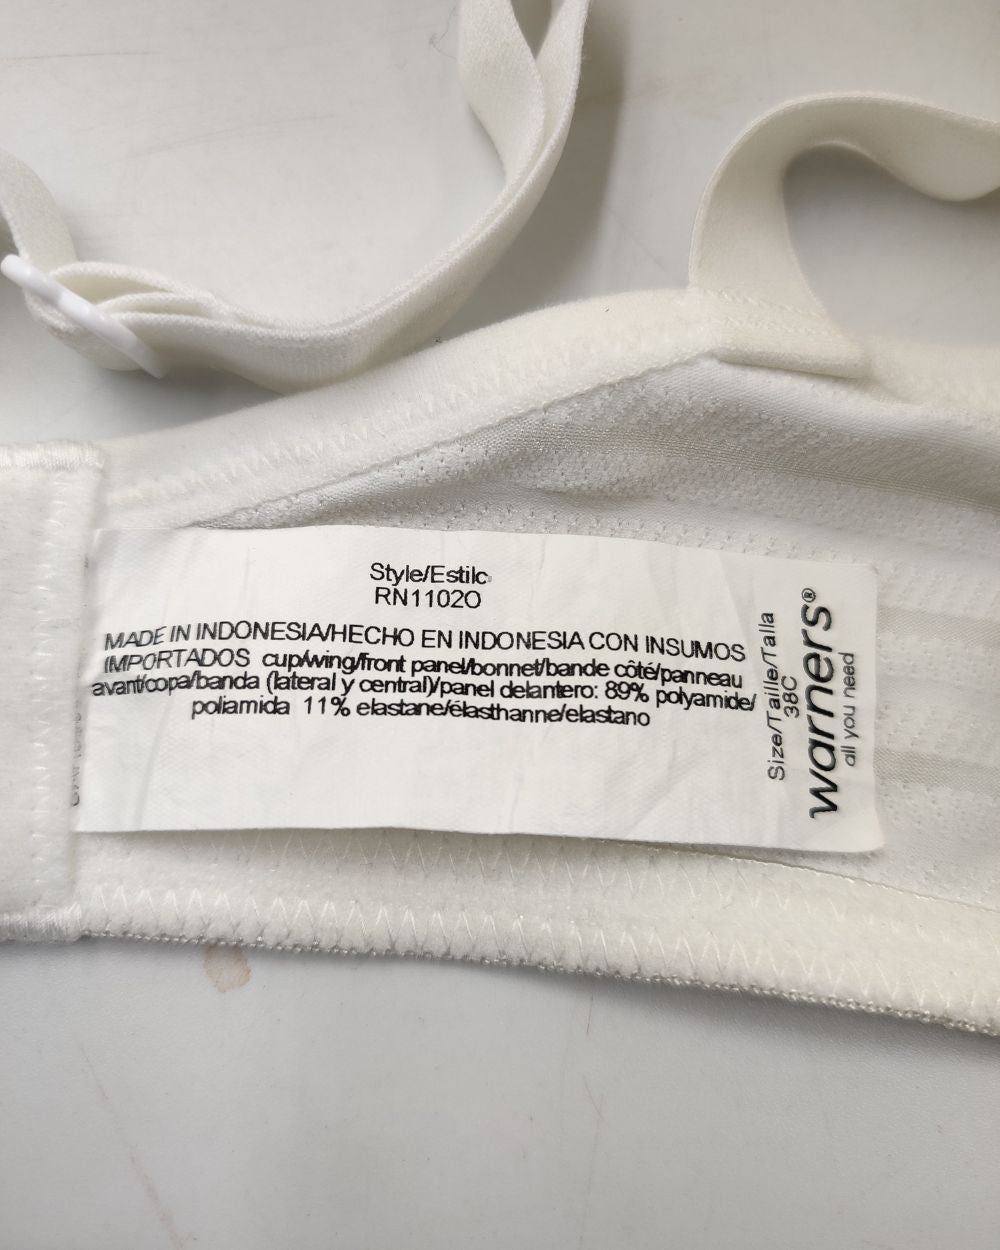 Style/Estilo
RN1102O
MADE IN INDONESIA/HECHO EN INDONESIA CON INSUMOS
IMPORTADOS cup/wing/front panel/bonnet/bande côté/panneau
avant/copa/banda (lateral y central)/panel delantero: 89% polyamide/
poliamida 11% elastane/élasthanne/elastano
Size/Taille/Talla
38C
warners®
all you need